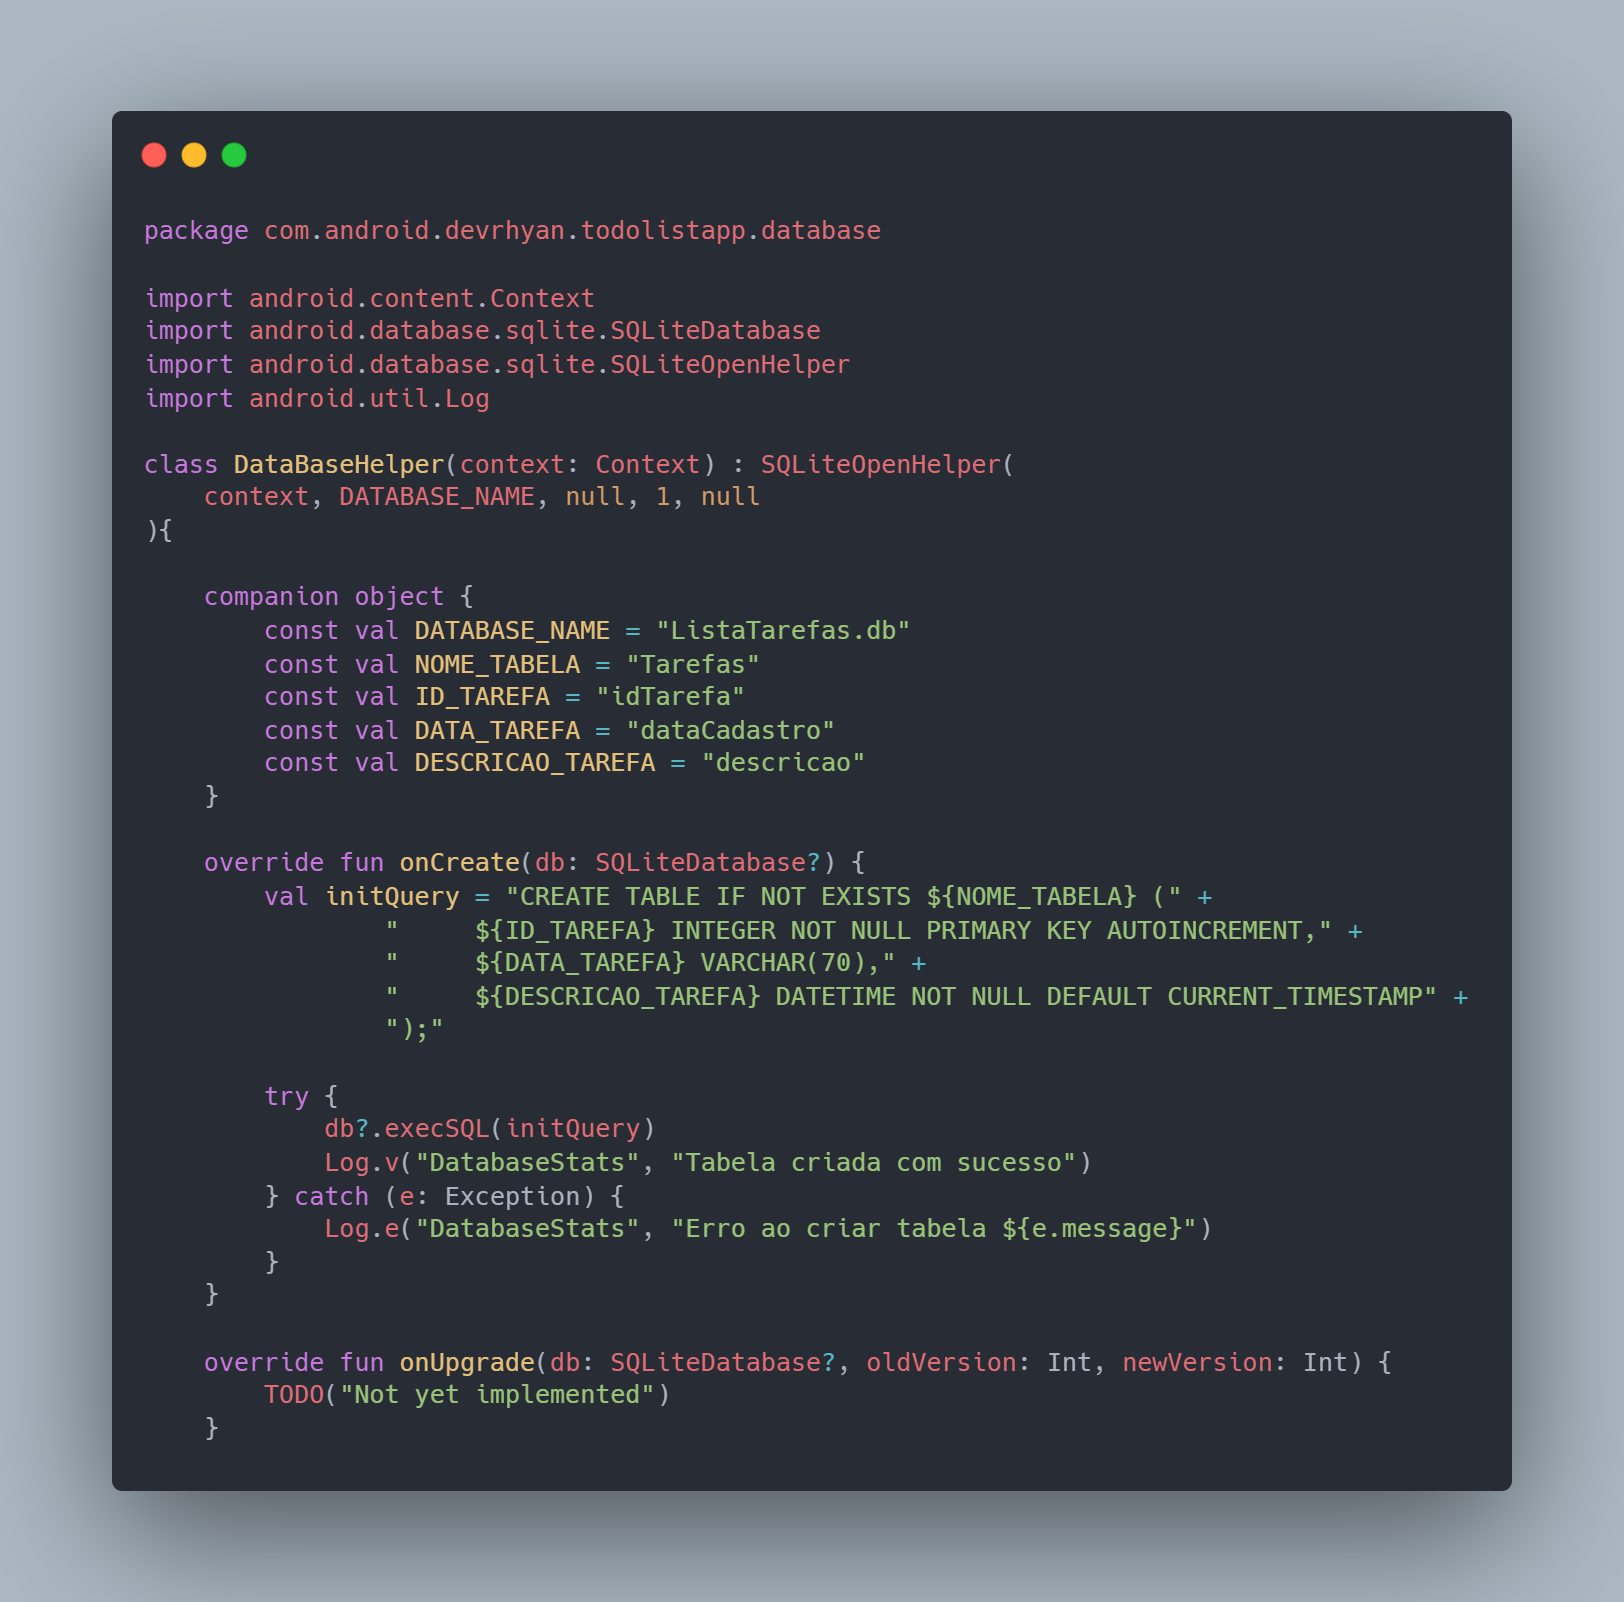 package com.android.devrhyan.todolistapp.database

import android.content.Context
import android.database.sqlite.SQLiteDatabase
import android.database.sqlite.SQLiteOpenHelper
import android.util.Log

class DataBaseHelper(context: Context) : SQLiteOpenHelper(
    context, DATABASE_NAME, null, 1, null
){

    companion object {
        const val DATABASE_NAME = "ListaTarefas.db"
        const val NOME_TABELA = "Tarefas"
        const val ID_TAREFA = "idTarefa"
        const val DATA_TAREFA = "dataCadastro"
        const val DESCRICAO_TAREFA = "descricao"
    }

    override fun onCreate(db: SQLiteDatabase?) {
        val initQuery = "CREATE TABLE IF NOT EXISTS ${NOME_TABELA} (" +
                "     ${ID_TAREFA} INTEGER NOT NULL PRIMARY KEY AUTOINCREMENT," +
                "     ${DATA_TAREFA} VARCHAR(70)," +
                "     ${DESCRICAO_TAREFA} DATETIME NOT NULL DEFAULT CURRENT_TIMESTAMP" +
                ");"

        try {
            db?.execSQL(initQuery)
            Log.v("DatabaseStats", "Tabela criada com sucesso")
        } catch (e: Exception) {
            Log.e("DatabaseStats", "Erro ao criar tabela ${e.message}")
        }
    }

    override fun onUpgrade(db: SQLiteDatabase?, oldVersion: Int, newVersion: Int) {
        TODO("Not yet implemented")
    }